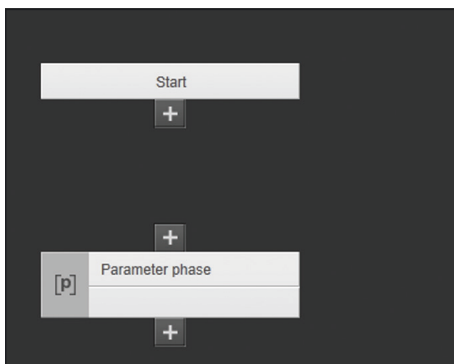 Start
+
+
Parameter phase
[p]
+